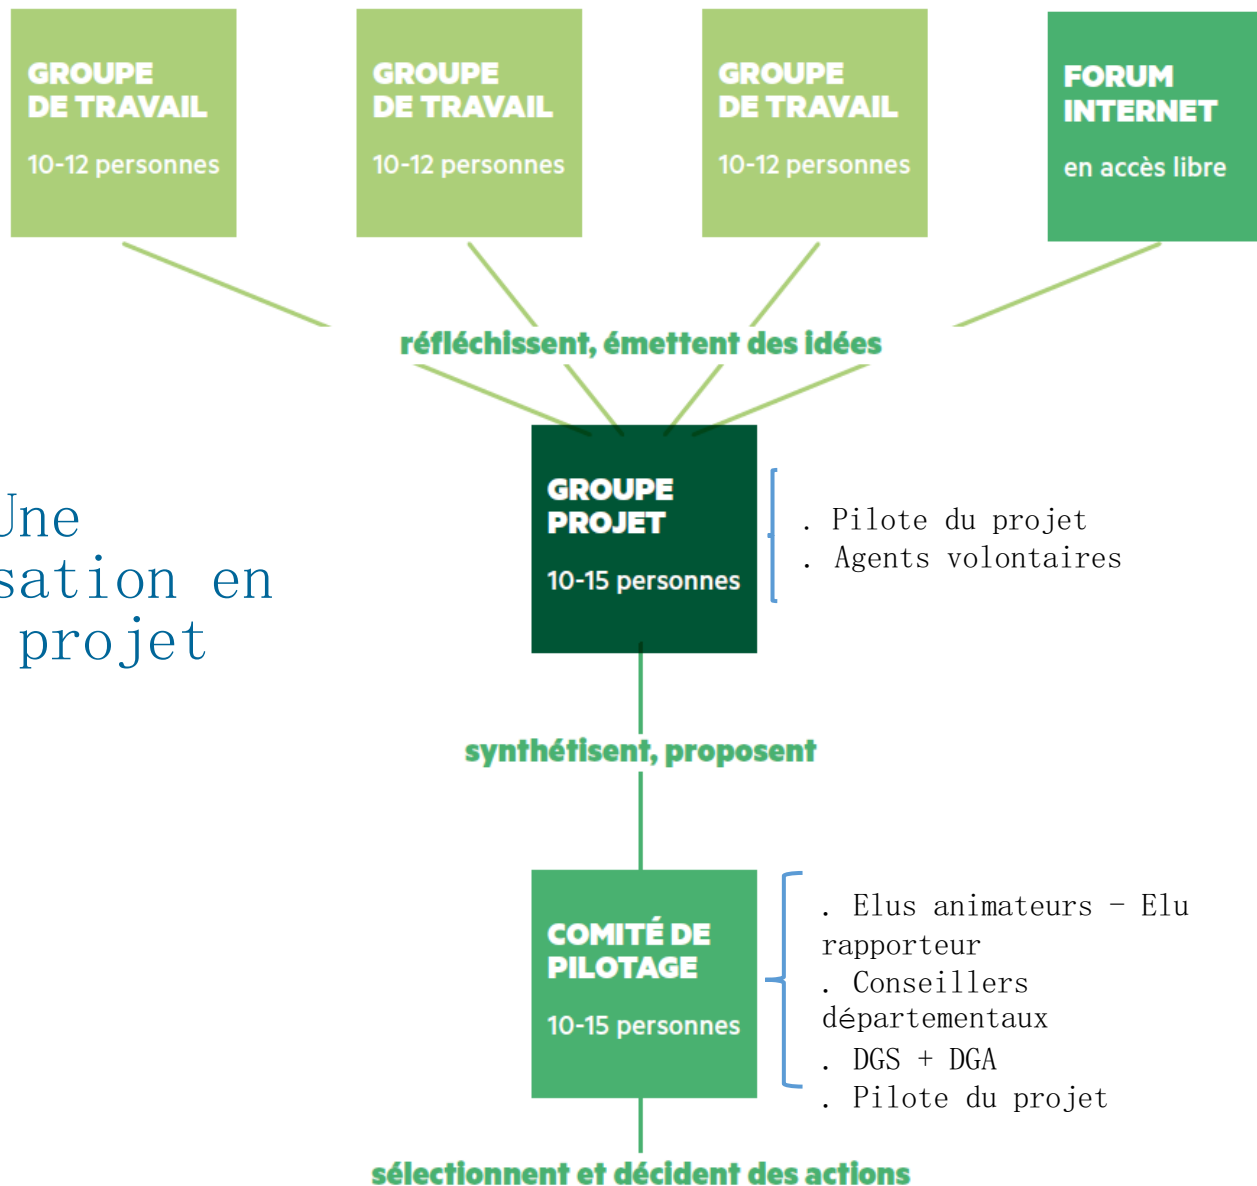 GROUPE
DE TRAVAIL
10-12 personnes
GROUPE
DE TRAVAIL
10-12 personnes
GROUPE
DE TRAVAIL
10-12 personnes
FORUM
INTERNET
en accès libre
réfléchissent, émettent des idées
Une
sation en
projet
GROUPE
PROJET
10-15 personnes
. Pilote du projet
. Agents volontaires
synthétisent, proposent
COMITÉ DE
PILOTAGE
10-15 personnes
. Elus animateurs – Elu
rapporteur
. Conseillers
départementaux
. DGS + DGA
. Pilote du projet
sélectionnent et décident des actions